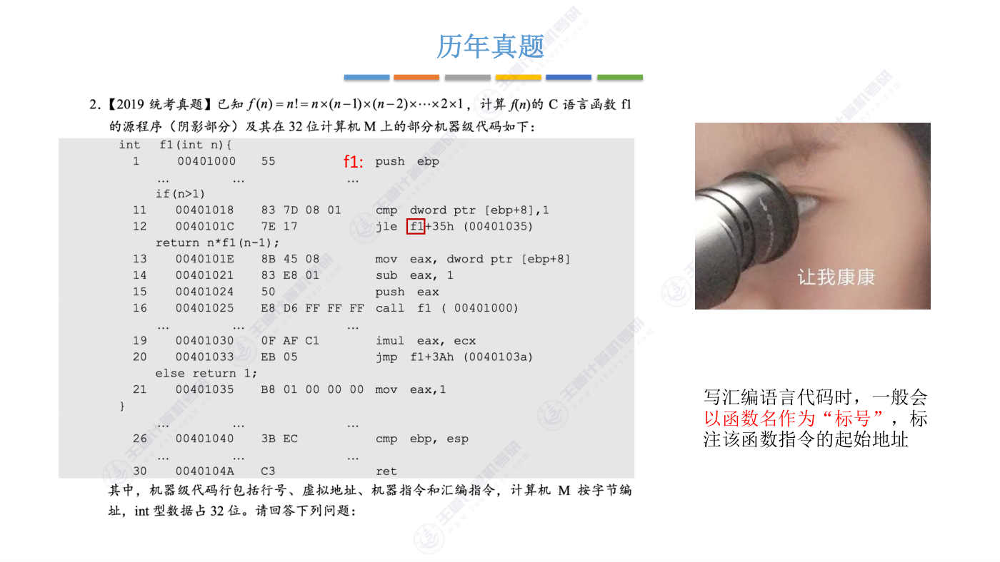 历年真题
2.【2019 统考真题】已知 f(n)=n!=n×(n−1)×(n−2)×⋯×2×1，计算 f(n)的 C 语言函数 f1
的源程序（阴影部分）及其在 32 位计算机 M 上的部分机器级代码如下：
int f1(int n){
1 00401000 55 f1: push ebp
… … …
if(n>1)
11 00401018 83 7D 08 01 cmp dword ptr [ebp+8],1
12 0040101C 7E 17 jle f1+35h (00401035)
return n*f1(n-1);
13 0040101E 8B 45 08 mov eax, dword ptr [ebp+8]
14 00401021 83 E8 01 sub eax, 1
15 00401024 50 push eax
16 00401025 E8 D6 FF FF FF call f1 ( 00401000)
… … …
19 00401030 0F AF C1 imul eax, ecx
20 00401033 EB 05 jmp f1+3Ah (0040103a)
else return 1;
21 00401035 B8 01 00 00 00 mov eax,1
}
… … …
26 00401040 3B EC cmp ebp, esp
… … …
30 0040104A C3 ret
其中，机器级代码行包括行号、虚拟地址、机器指令和汇编指令，计算机 M 按字节编
址，int 型数据占 32 位。请回答下列问题：
让我康康
写汇编语言代码时，一般会
以函数名作为“标号”，标
注该函数指令的起始地址